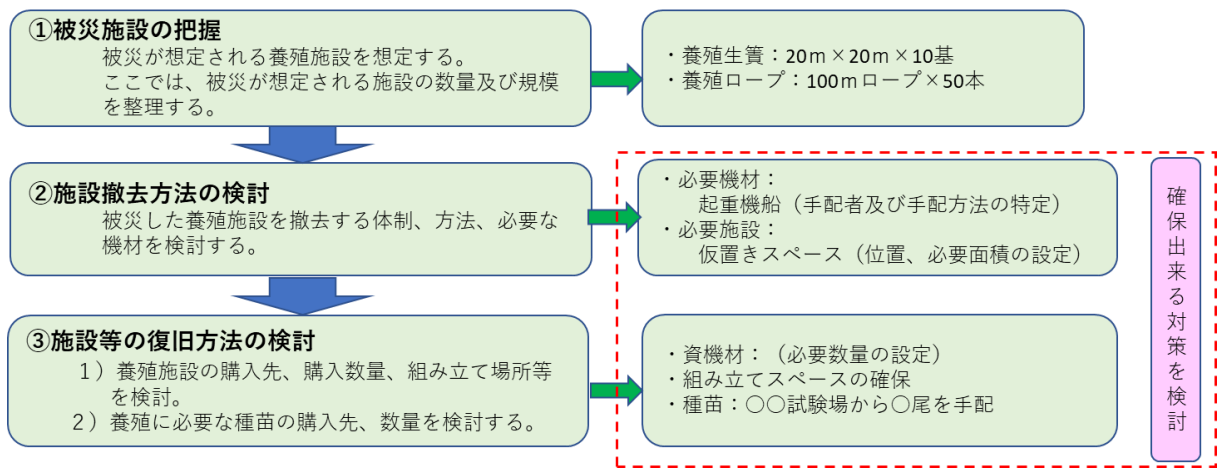 ①被災施設の把握
被災が想定される養殖施設を想定する。
ここでは、被災が想定される施設の数量及び規模
を整理する。
・養殖生簀：20ｍ×20ｍ×10基
・養殖ロープ：100ｍロープ×50本
②施設撤去方法の検討
被災した養殖施設を撤去する体制、方法、必要な
機材を検討する。
・必要機材：
起重機船（手配者及び手配方法の特定）
・必要施設：
仮置きスペース（位置、必要面積の設定）
③施設等の復旧方法の検討
１）養殖施設の購入先、購入数量、組み立て場所等
を検討。
２）養殖に必要な種苗の購入先、数量を検討する。
・資機材：（必要数量の設定）
・組み立てスペースの確保
・種苗：○○試験場から○尾を手配
確保出来る対策を検討